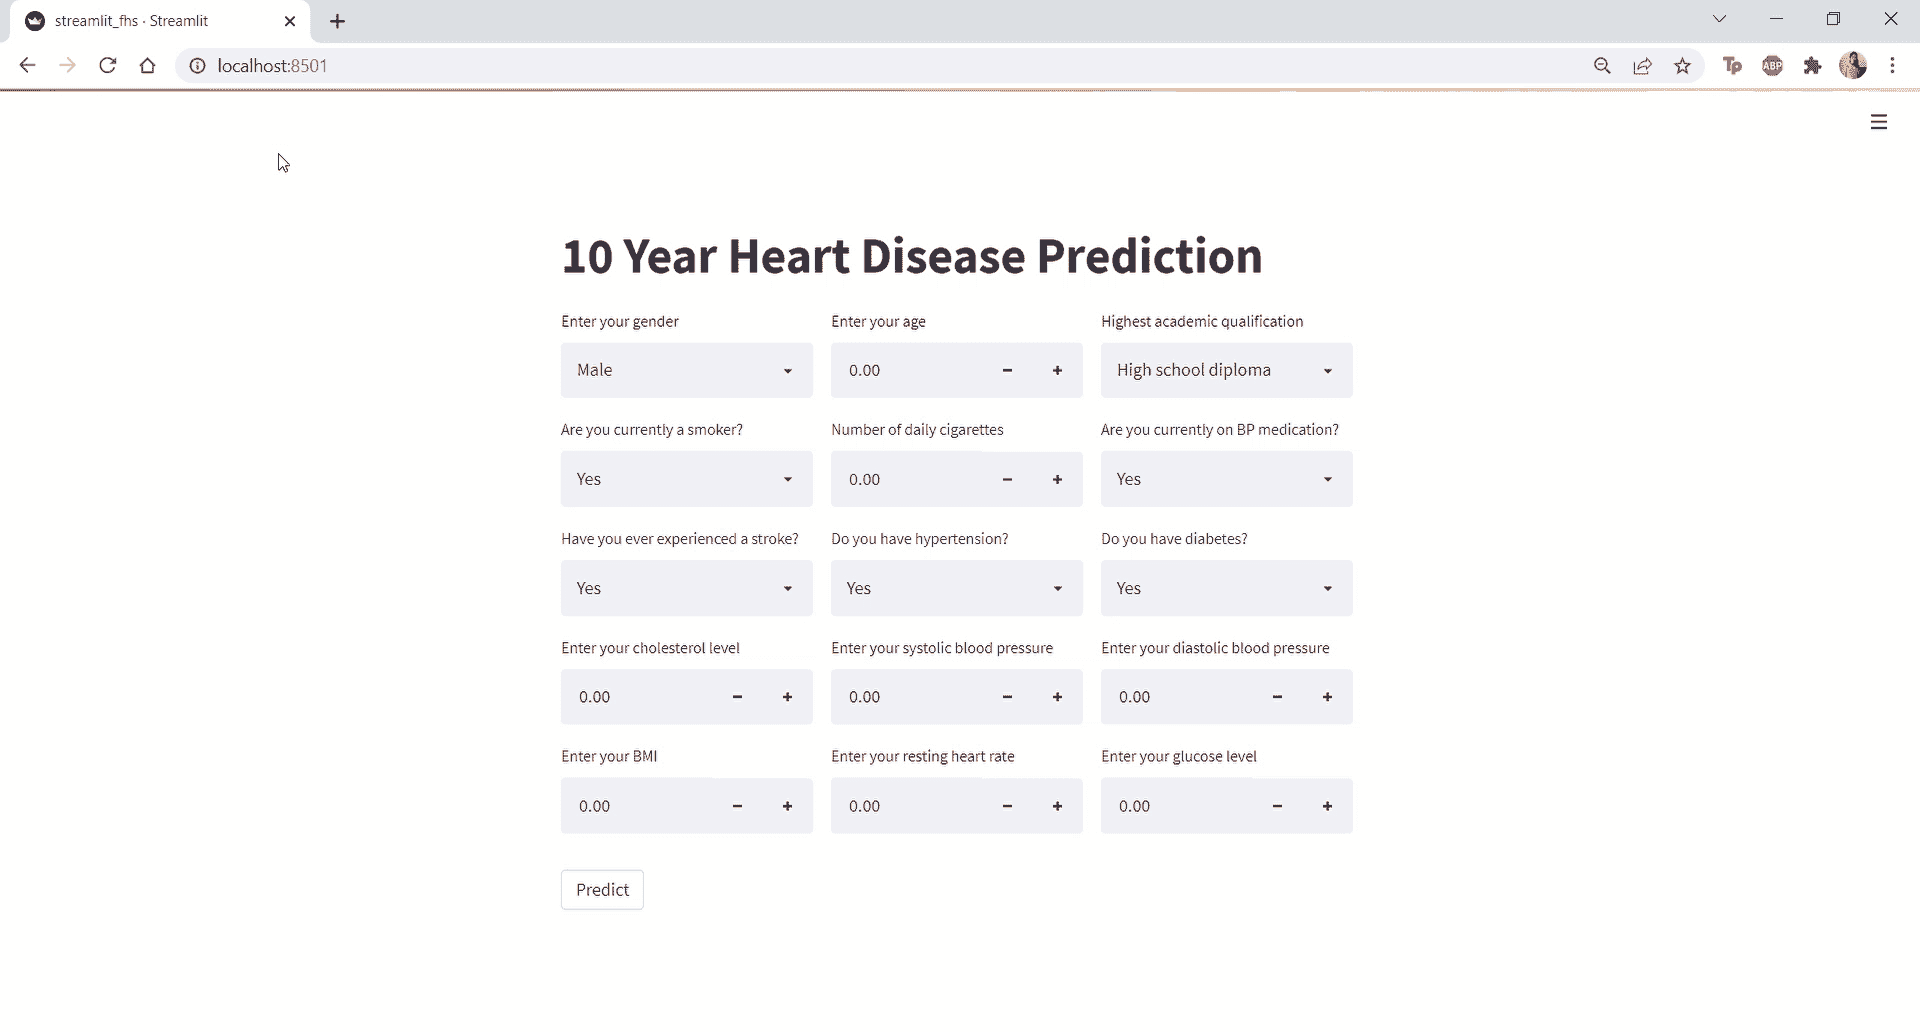 streamlit_fhs · Streamlit
localhost:8501
Tp
ABP
10 Year Heart Disease Prediction
Enter your gender
Enter your age
Highest academic qualification
Male
0.00
High school diploma
Are you currently a smoker?
Number of daily cigarettes
Are you currently on BP medication?
Yes
0.00
Yes
Have you ever experienced a stroke?
Do you have hypertension?
Do you have diabetes?
Yes
Yes
Yes
Enter your cholesterol level
Enter your systolic blood pressure
Enter your diastolic blood pressure
0.00
0.00
0.00
Enter your BMI
Enter your resting heart rate
Enter your glucose level
0.00
0.00
0.00
Predict